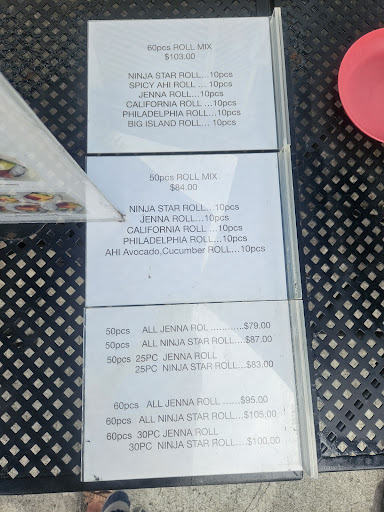 60pcs ROLL MIX
$103.00
NINJA STAR ROLL...10pcs
SPICY AHI ROLL ... 10pcs
JENNA ROLL...10pcs
CALIFORNIA ROLL ... 10pcs
PHILADELPHIA ROLL...10pcs
BIG ISLAND ROLL...10pcs
50pcs ROLL MIX
$84.00
NINJA STAR ROLL...10pcs
JENNA ROLL...10pcs
CALIFORNIA ROLL ... 10pcs
PHILADELPHIA ROLL...10pcs
AHI Avocado,Cucumber ROLL...10pcs
50pcs ALL JENNA ROL ............$79.00
50pcs ALL NINJA STAR ROLL....$87.00
50pcs 25PC JENNA ROLL
25PC NINJA STAR ROLL...$83.00
60pcs ALL JENNA ROLL ......$95.00
60pcs ALL NINJA STAR ROLL...$105.00
60pcs 30PC JENNA ROLL
30PC NINJA STAR ROLL....$100.00